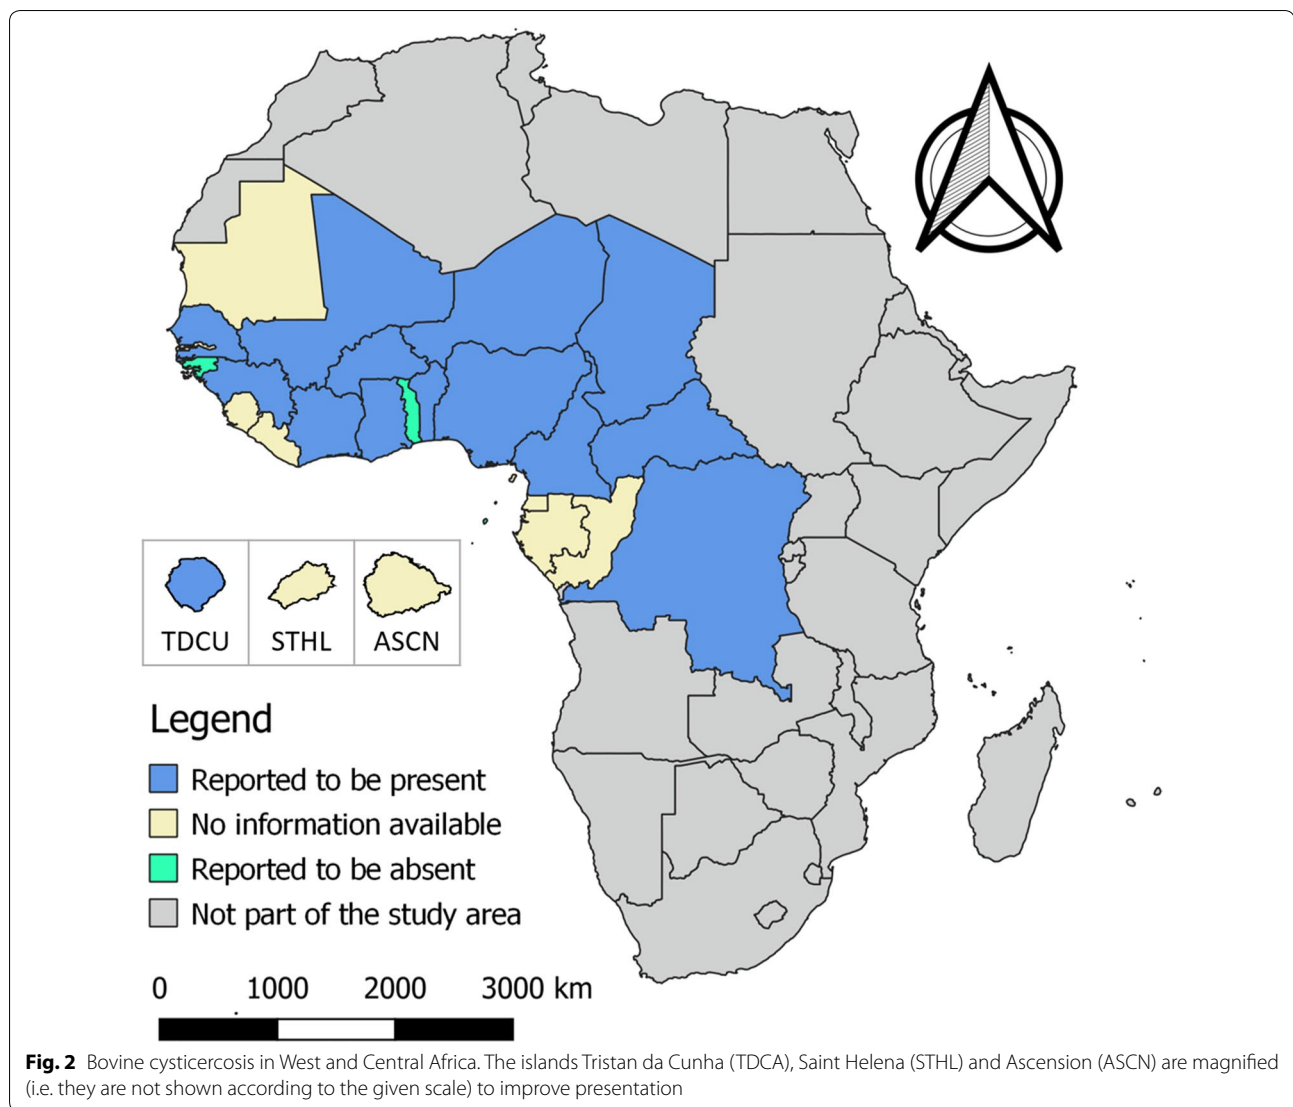 TDCU STHL ASCN
Legend
Reported to be present
No information available
Reported to be absent
Not part of the study area
0 1000 2000 3000 km
Fig. 2 Bovine cysticercosis in West and Central Africa. The islands Tristan da Cunha (TDCA), Saint Helena (STHL) and Ascension (ASCN) are magnified
(i.e. they are not shown according to the given scale) to improve presentation